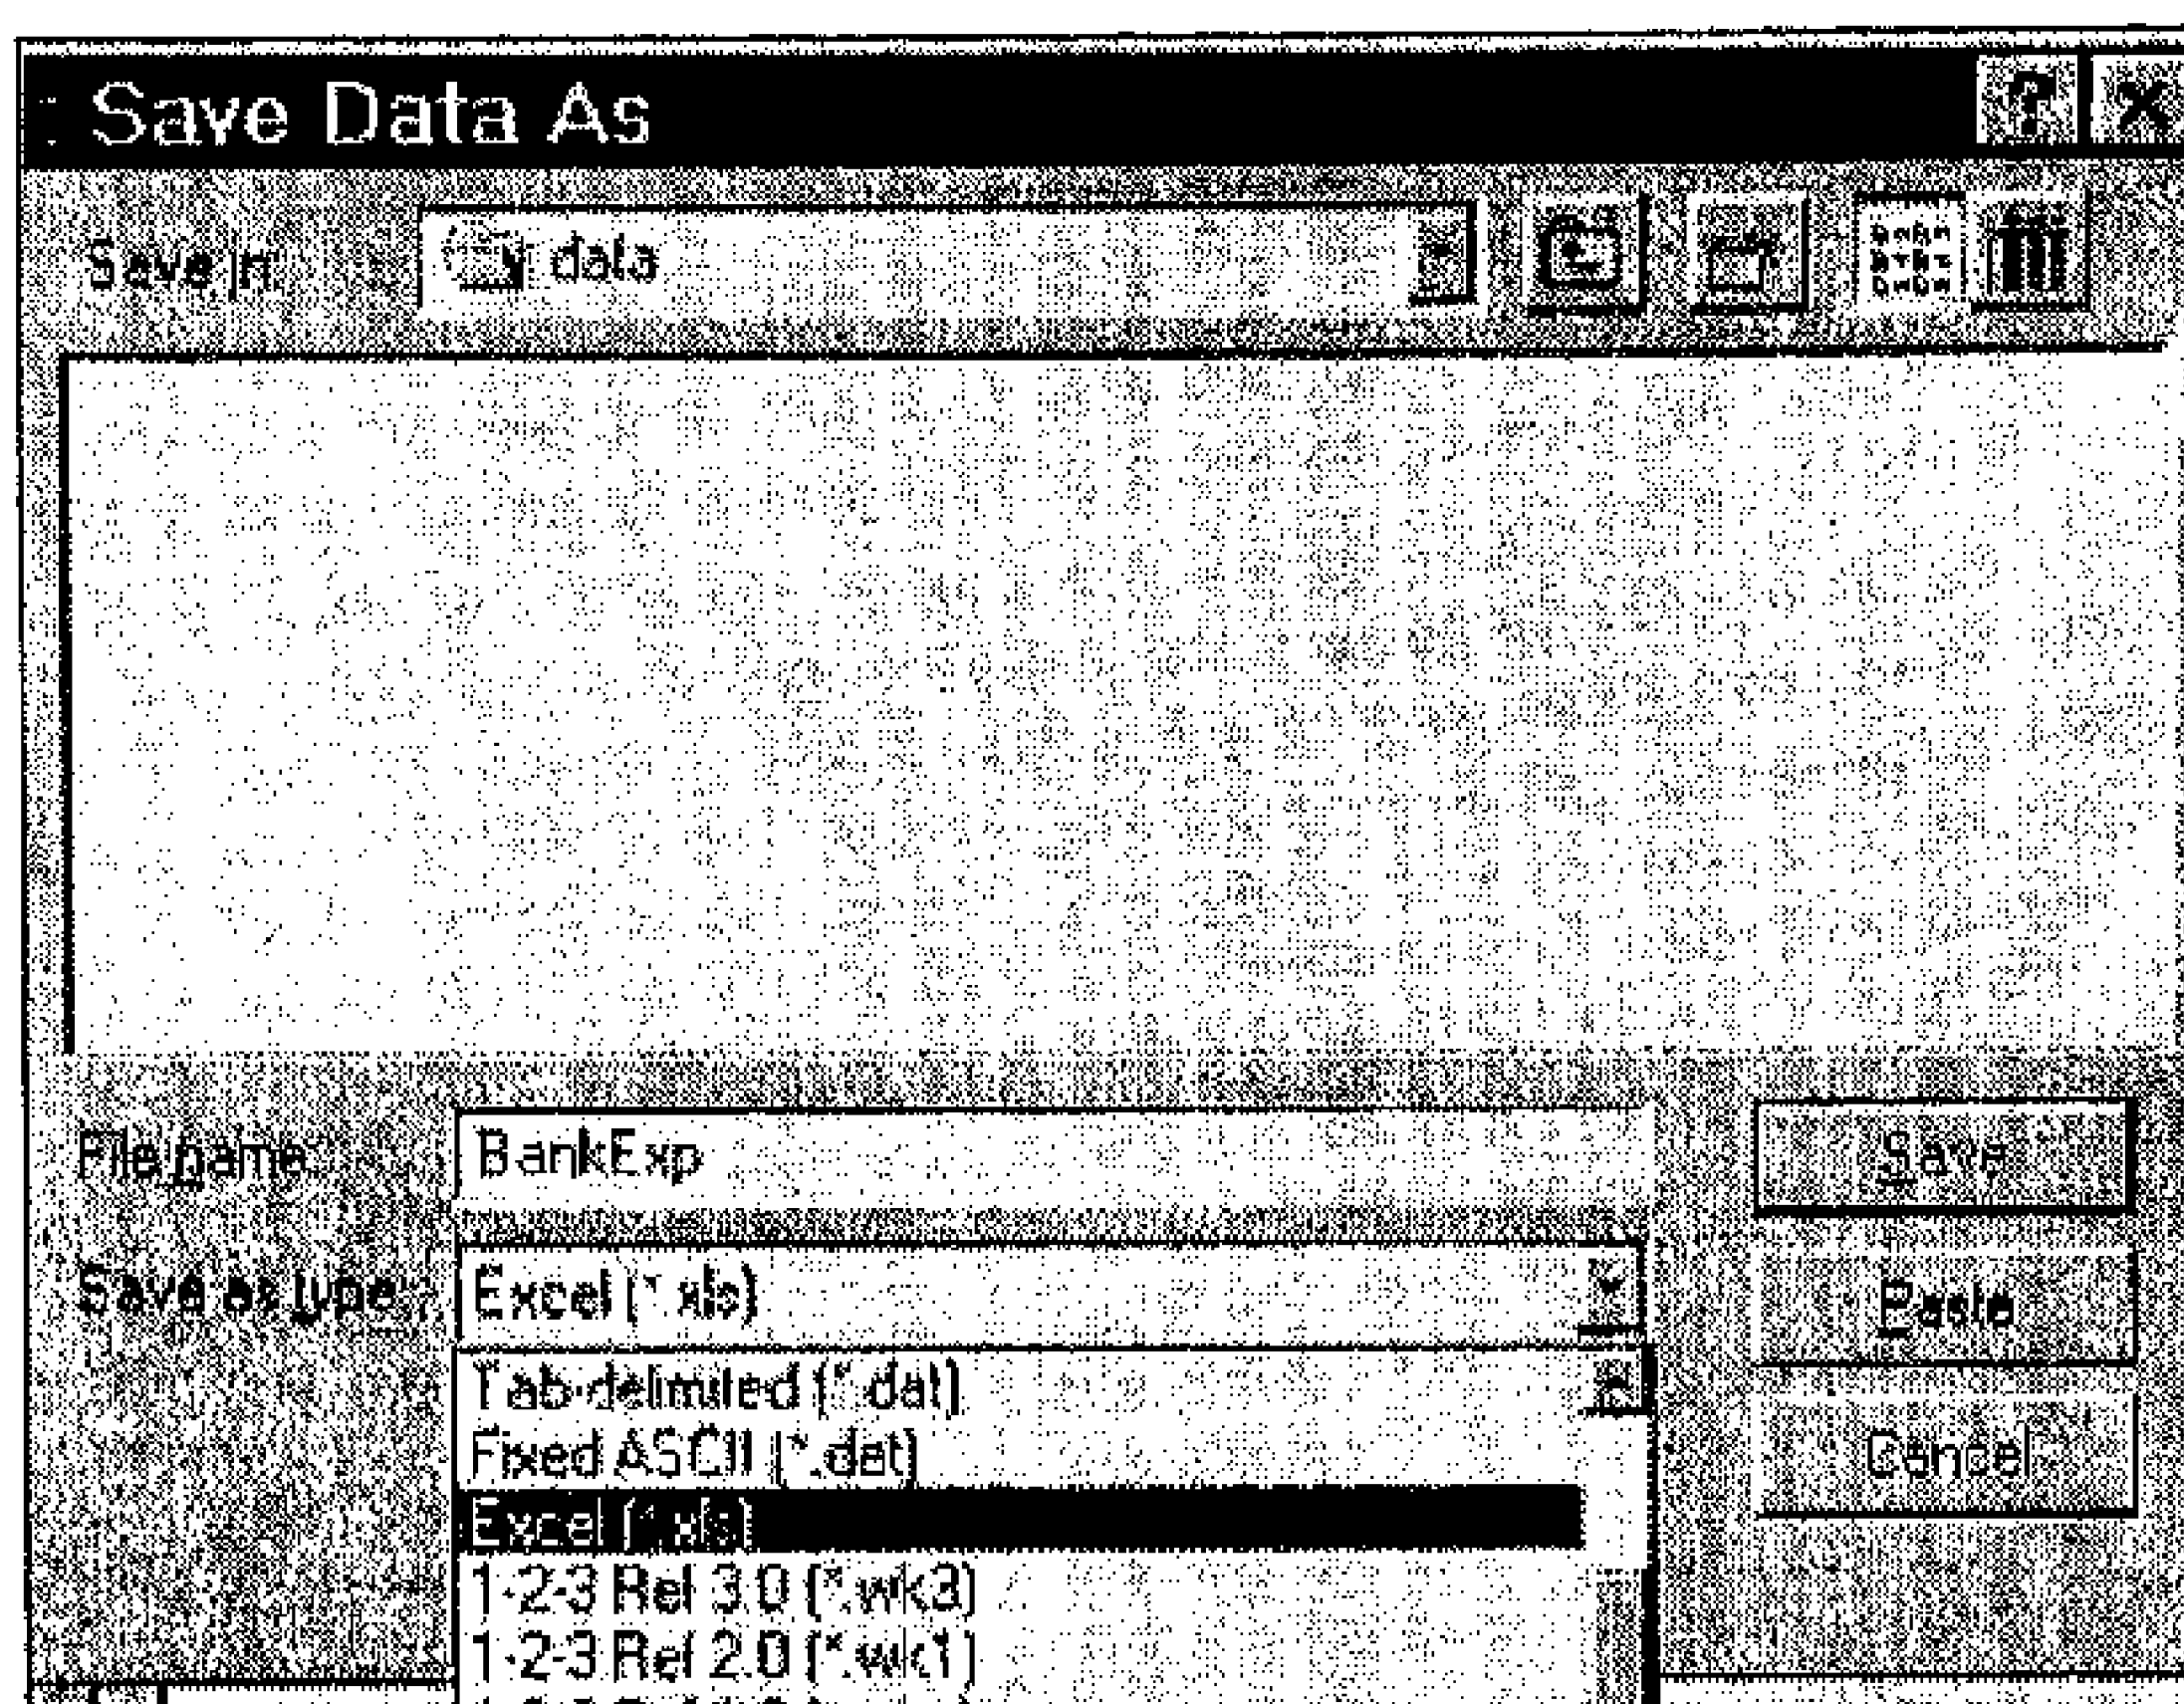 Save Data As
Save in data
File name: BankExp Save
Save as type: Excel (*.xls) Paste
Tab-delimited (*.dat)
Fixed ASCII (*.dat) Cancel
Excel (*.xls)
1-2-3 Rel 3.0 (*.wk3)
1-2-3 Rel 2.0 (*.wk1)